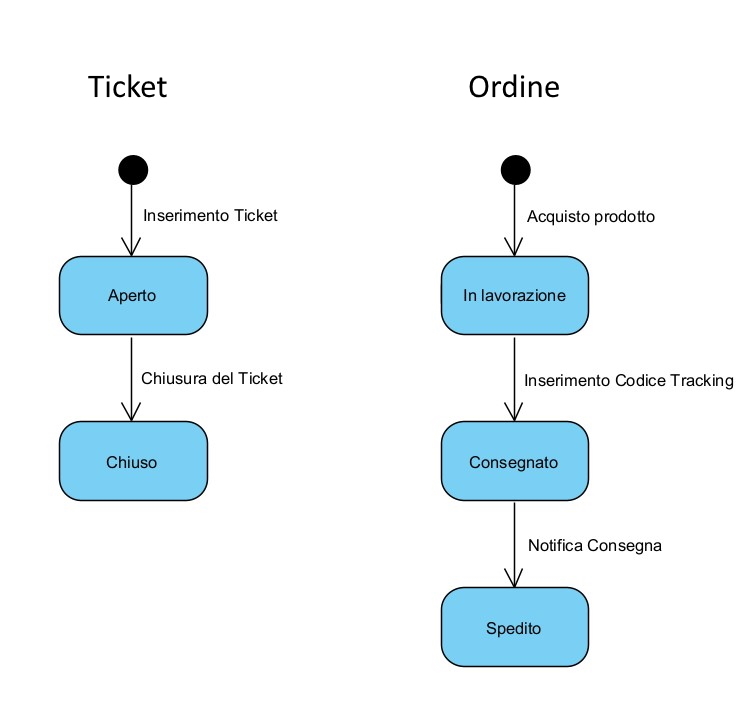 Ticket
Inserimento Ticket
Aperto
Chiusura del Ticket
Chiuso
Ordine
Acquisto prodotto
In lavorazione
Inserimento Codice Tracking
Consegnato
Notifica Consegna
Spedito